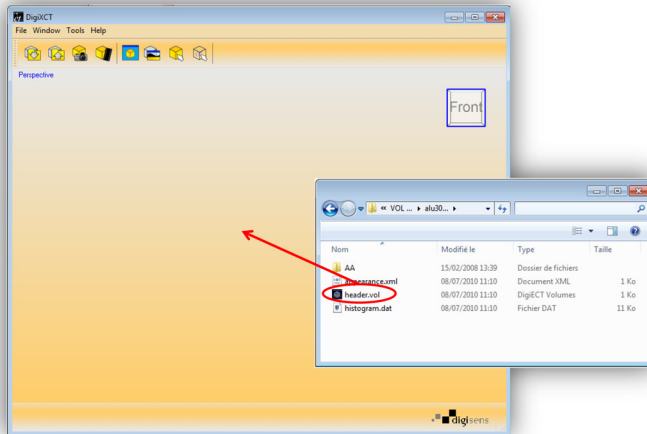 DigiXCT
File Window Tools Help
Perspective
Front
« VOL ... ▸ alu30... ▸
Nom Modifié le Type Taille
AA 15/02/2008 13:39 Dossier de fichiers
appearance.xml 08/07/2010 11:10 Document XML 1 Ko
header.vol 08/07/2010 11:10 DigiECT Volumes 1 Ko
histogram.dat 08/07/2010 11:10 Fichier DAT 11 Ko
digisens